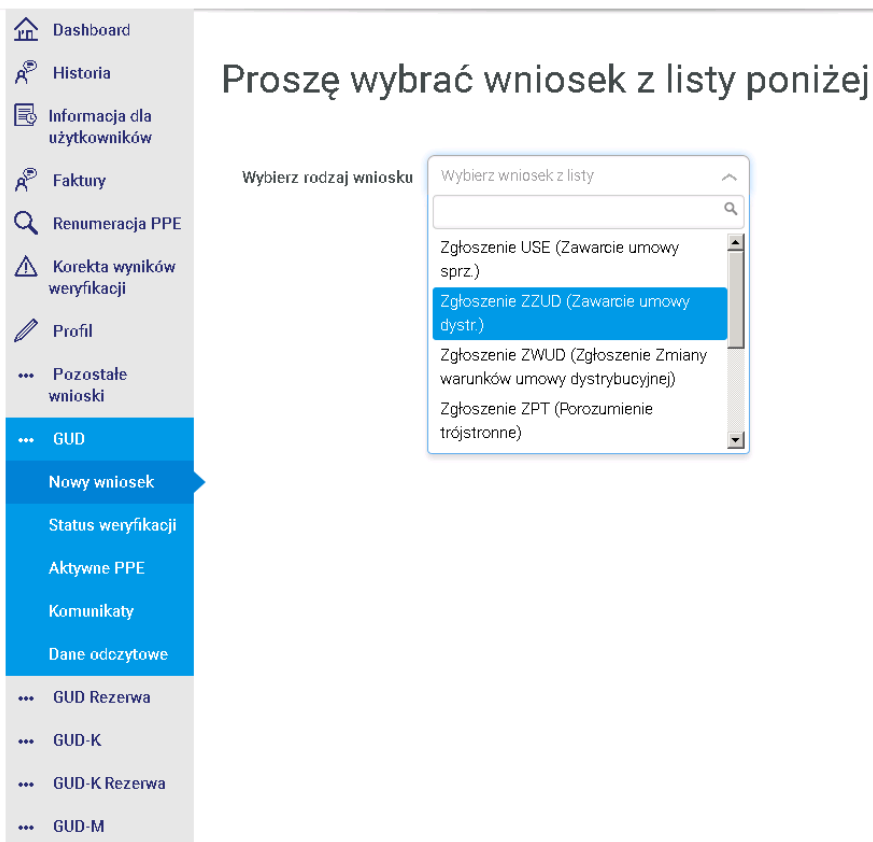 Dashboard
Historia
Informacja dla
użytkowników
Faktury
Renumeracja PPE
Korekta wyników
weryfikacji
Profil
Pozostałe
wnioski
GUD
Nowy wniosek
Status weryfikacji
Aktywne PPE
Komunikaty
Dane odczytowe
GUD Rezerwa
GUD-K
GUD-K Rezerwa
GUD-M
Proszę wybrać wniosek z listy poniżej
Wybierz rodzaj wniosku
Wybierz wniosek z listy
Zgłoszenie USE (Zawarcie umowy
sprz.)
Zgłoszenie ZZUD (Zawarcie umowy
dystr.)
Zgłoszenie ZWUD (Zgłoszenie Zmiany
warunków umowy dystrybucyjnej)
Zgłoszenie ZPT (Porozumienie
trójstronne)